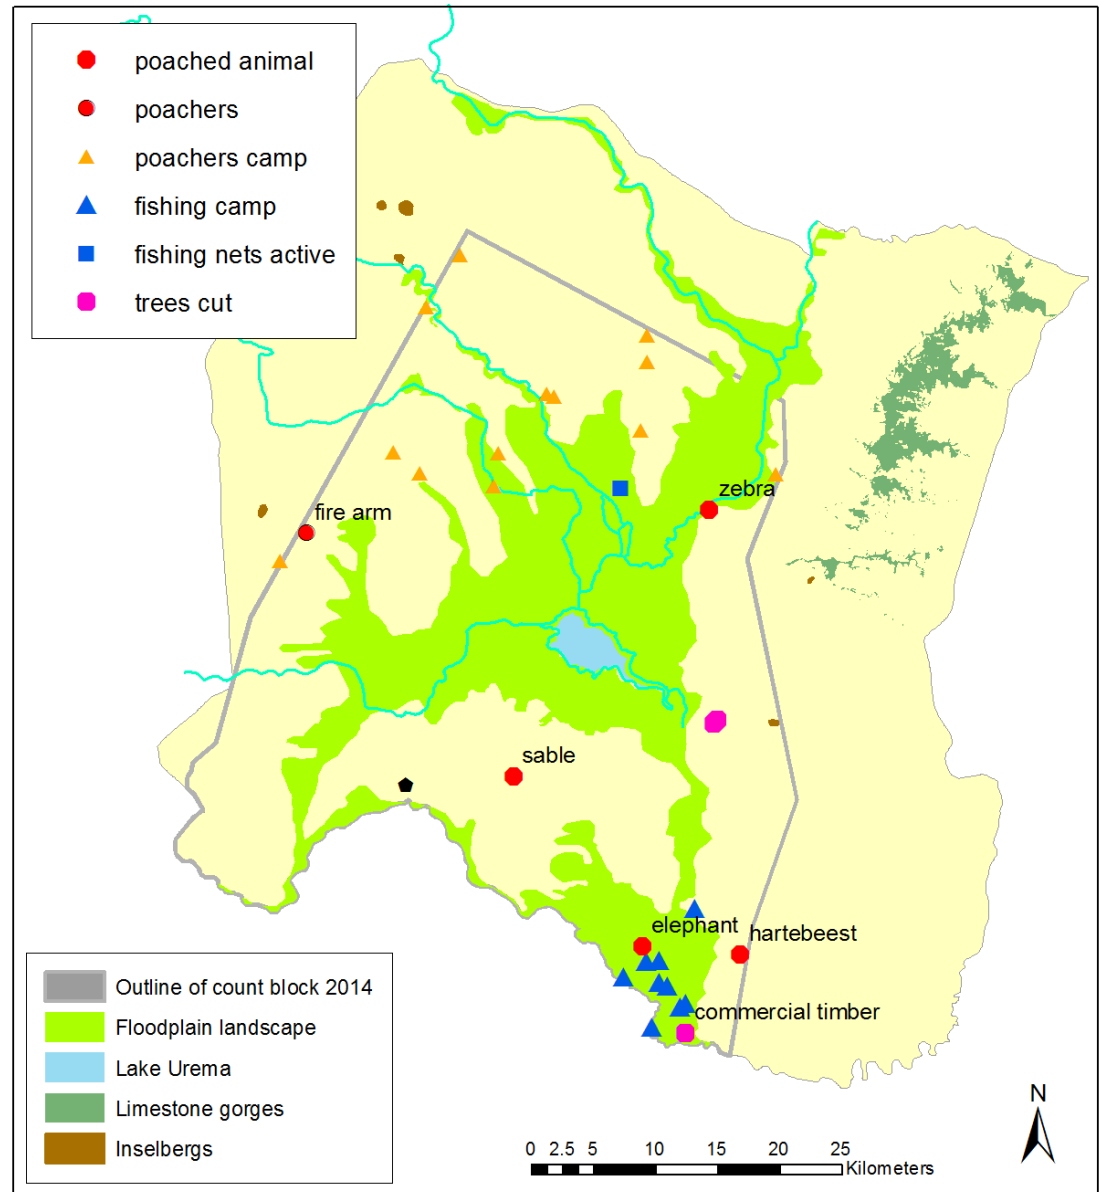 poached animal
poachers
poachers camp
fishing camp
fishing nets active
trees cut
zebra
fire arm
sable
elephant
hartebeest
commercial timber
Outline of count block 2014
Floodplain landscape
Lake Urema
Limestone gorges
Inselbergs
N
0 2.5 5 10 15 20 25
Kilometers